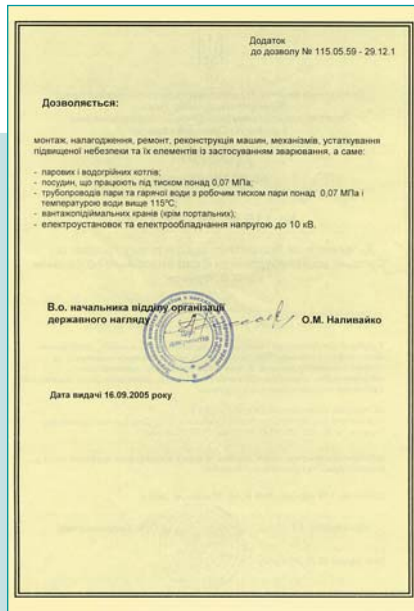 Додаток
до дозволу № 115.05.59 - 29.12.1
Дозволяється:
монтаж, налагодження, ремонт, реконструкція машин, механізмів, устаткування
підвищеної небезпеки та їх елементів із застосуванням зварювання, а саме:
- парових і водогрійних котлів;
- посудин, що працюють під тиском понад 0,07 МПа;
- трубопроводів пари та гарячої води з робочим тиском пари понад 0,07 МПа і
температурою води вище 115°С;
- вантажопідіймальних кранів (крім портальних);
- електроустановок та електрообладнання напругою до 10 кВ.
В.о. начальника відділу організації
державного нагляду
О.М. Наливайко
документів
Дата видачі 16.09.2005 року